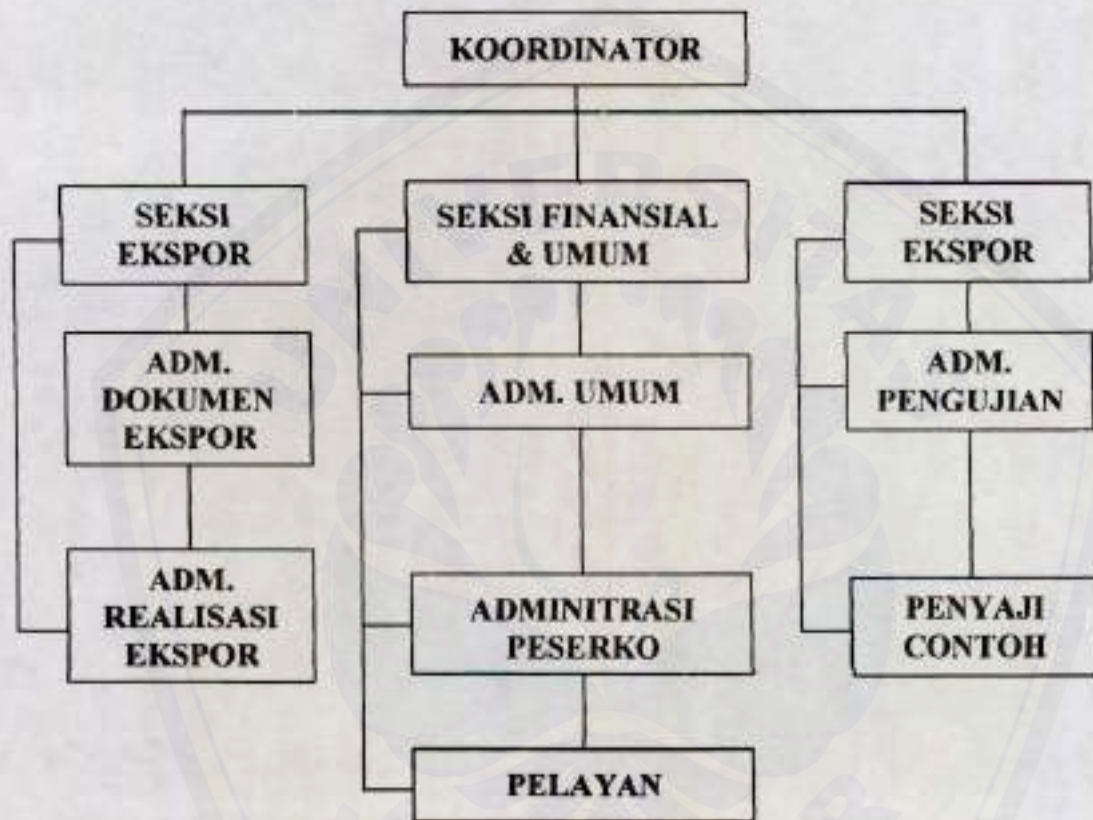 KOORDINATOR
SEKSI
EKSPOR
SEKSI FINANSIAL
& UMUM
SEKSI
EKSPOR
ADM.
DOKUMEN
EKSPOR
ADM. UMUM
ADM.
PENGUJIAN
ADM.
REALISASI
EKSPOR
ADMINITRASI
PESERKO
PENYAJI
CONTOH
PELAYAN